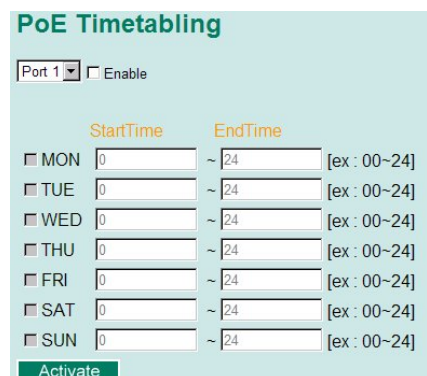 PoE Timetabling
Port 1 Enable
StartTime EndTime
MON 0 ~ 24 [ex : 00~24]
TUE 0 ~ 24 [ex : 00~24]
WED 0 ~ 24 [ex : 00~24]
THU 0 ~ 24 [ex : 00~24]
FRI 0 ~ 24 [ex : 00~24]
SAT 0 ~ 24 [ex : 00~24]
SUN 0 ~ 24 [ex : 00~24]
Activate